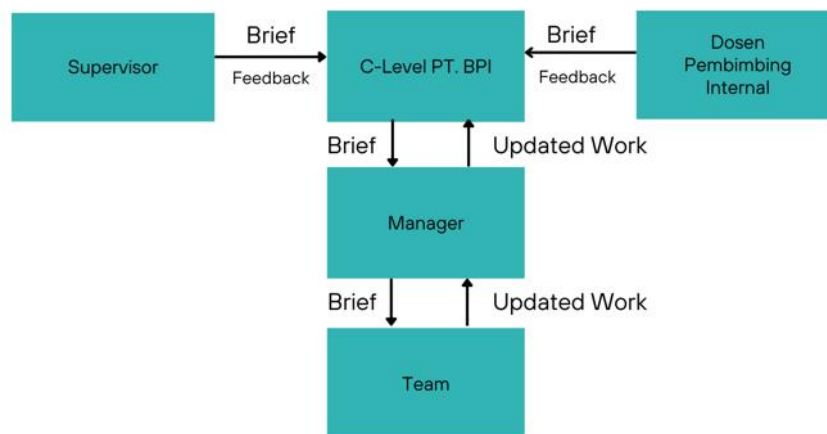 Brief
Brief
Supervisor
Feedback
C-Level PT. BPI
Feedback
Dosen
Pembimbing
Internal
Brief
Updated Work
Manager
Brief
Updated Work
Team